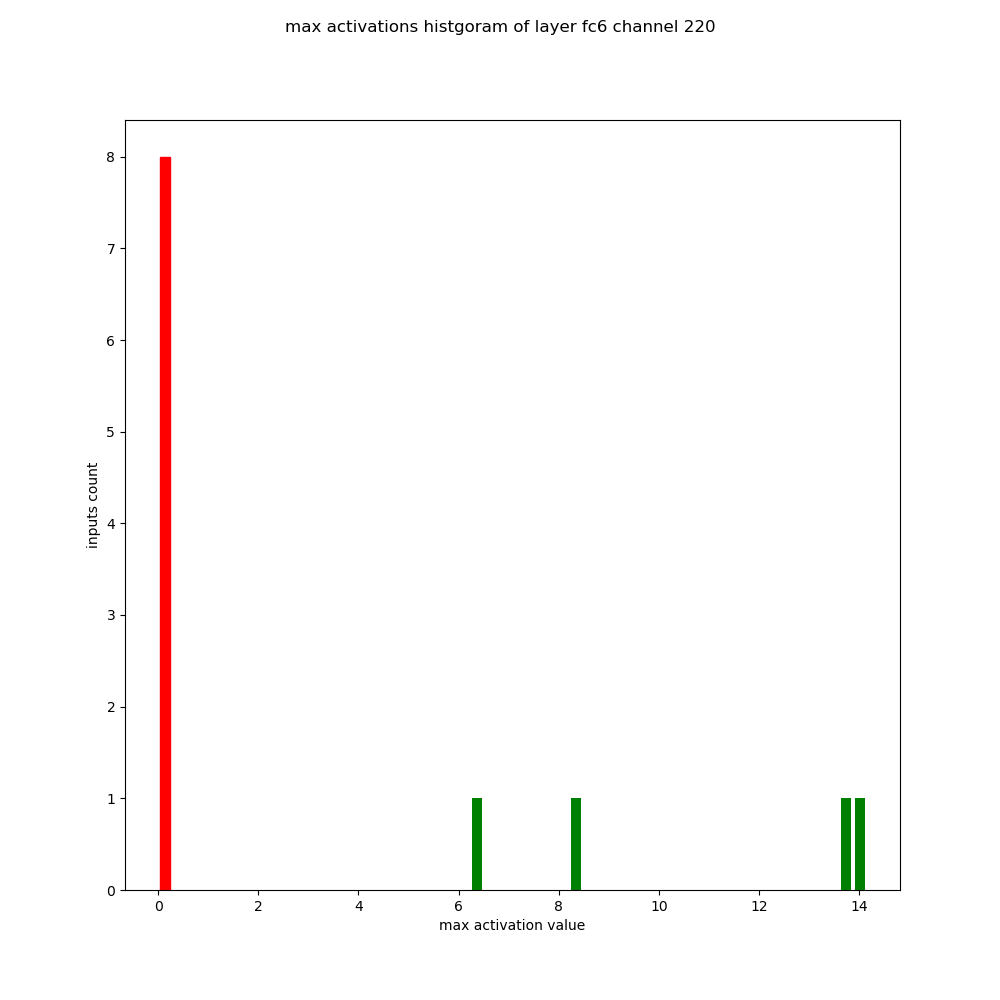 max activations histgoram of layer fc6 channel 220
8
7
6
5
4
3
2
1
0
inputs count
0 2 4 6 8 10 12 14
max activation value